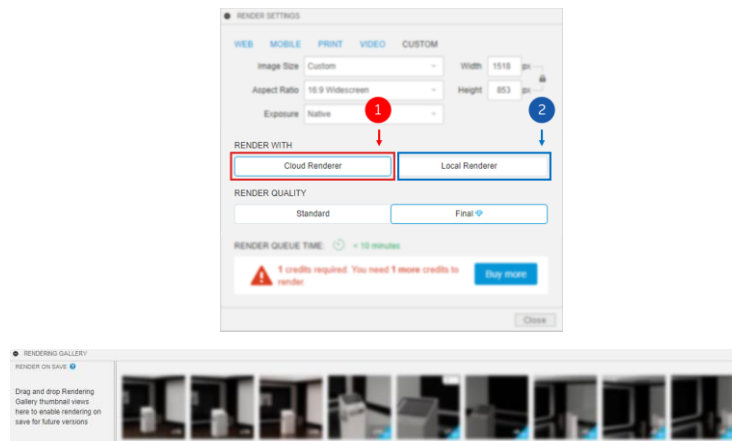 RENDER SETTINGS
WEB MOBILE PRINT VIDEO CUSTOM
Image Size Custom Width 1518 px
Aspect Ratio 16:9 Widescreen Height 853 px
Exposure Native
1 2
RENDER WITH
Cloud Renderer Local Renderer
RENDER QUALITY
Standard Final
RENDER QUEUE TIME: < 10 minutes
1 credits required. You need 1 more credits to
render.
Buy more
Close
RENDERING GALLERY
RENDER ON SAVE
Drag and drop Rendering
Gallery thumbnail views
here to enable rendering on
save for future versions